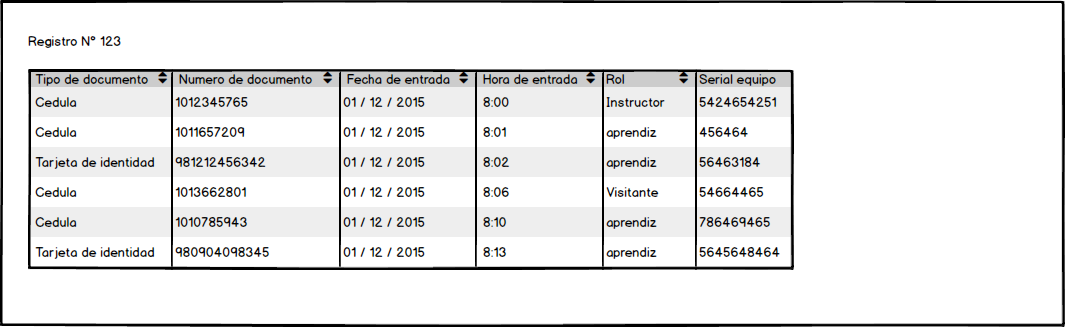 Registro N° 123
Tipo de documento Numero de documento Fecha de entrada Hora de entrada Rol Serial equipo
Cedula 1012345765 01 / 12 / 2015 8:00 Instructor 5424654251
Cedula 1011657209 01 / 12 / 2015 8:01 aprendiz 456464
Tarjeta de identidad 981212456342 01 / 12 / 2015 8:02 aprendiz 56463184
Cedula 1013662801 01 / 12 / 2015 8:06 Visitante 54664465
Cedula 1010785943 01 / 12 / 2015 8:10 aprendiz 786469465
Tarjeta de identidad 980904098345 01 / 12 / 2015 8:13 aprendiz 5645648464